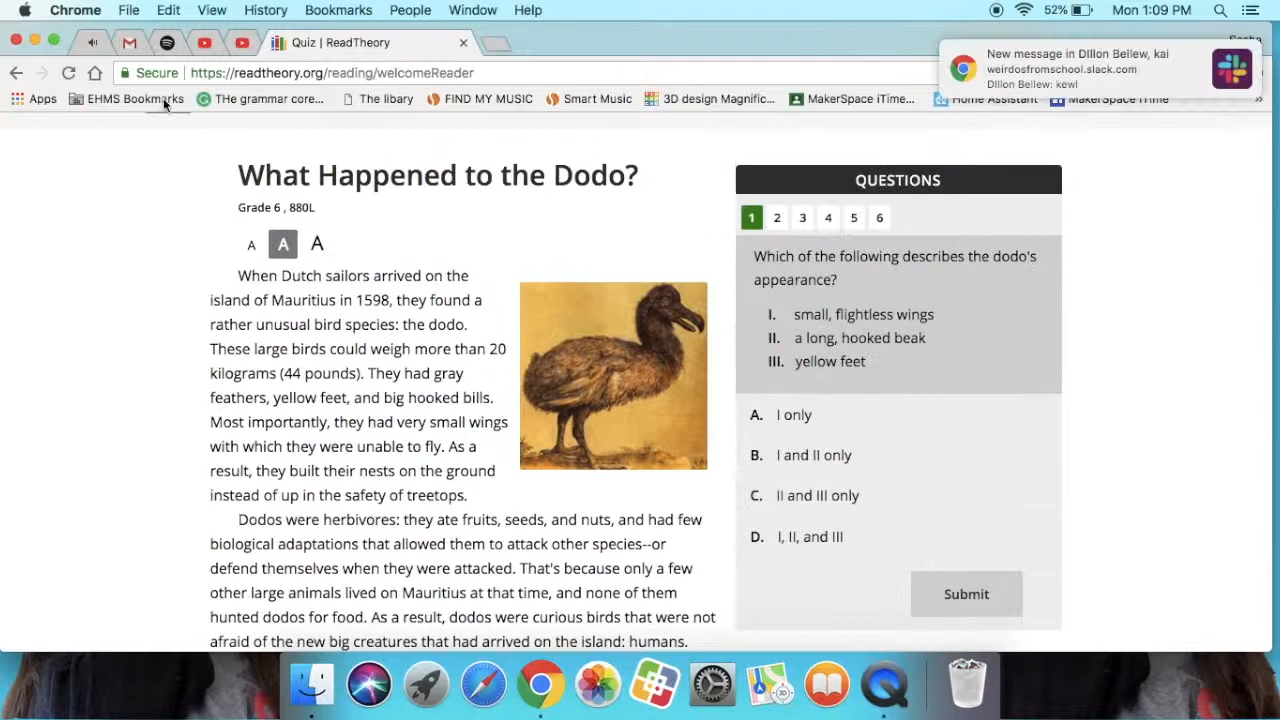 Chrome File Edit View History Bookmarks People Window Help 52% Mon 1:09 PM
Quiz | ReadTheory
Secure https://readtheory.org/reading/welcomeReader
New message in Dillon Bellew, kai
weirdosfromschool.slack.com
Dillon Bellew: kewl
Apps EHMS Bookmarks THe grammar core... The libary FIND MY MUSIC Smart Music 3D design Magnific... MakerSpace iTime... Home Assistant MakerSpace iTime... »
What Happened to the Dodo?
Grade 6 , 880L
A A A
When Dutch sailors arrived on the
island of Mauritius in 1598, they found a
rather unusual bird species: the dodo.
These large birds could weigh more than 20
kilograms (44 pounds). They had gray
feathers, yellow feet, and big hooked bills.
Most importantly, they had very small wings
with which they were unable to fly. As a
result, they built their nests on the ground
instead of up in the safety of treetops.
Dodos were herbivores: they ate fruits, seeds, and nuts, and had few
biological adaptations that allowed them to attack other species--or
defend themselves when they were attacked. That's because only a few
other large animals lived on Mauritius at that time, and none of them
hunted dodos for food. As a result, dodos were curious birds that were not
afraid of the new big creatures that had arrived on the island: humans.
QUESTIONS
1 2 3 4 5 6
Which of the following describes the dodo's
appearance?
I. small, flightless wings
II. a long, hooked beak
III. yellow feet
A. I only
B. I and II only
C. II and III only
D. I, II, and III
Submit
3D